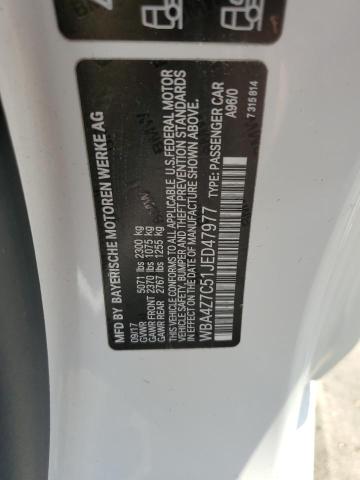 MFD BY BAYERISCHE MOTOREN WERKE AG
09/17
GVWR 5071 lbs 2300 kg
GAWR FRONT 2370 lbs 1075 kg
GAWR REAR 2767 lbs 1255 kg
THIS VEHICLE CONFORMS TO ALL APPLICABLE U.S.FEDERAL MOTOR
VEHICLE SAFETY, BUMPER AND THEFT PREVENTION STANDARDS
IN EFFECT ON THE DATE OF MANUFACTURE SHOWN ABOVE.
WBA4Z7C51JED47977 TYPE: PASSENGER CAR
A96/0
7 315 914